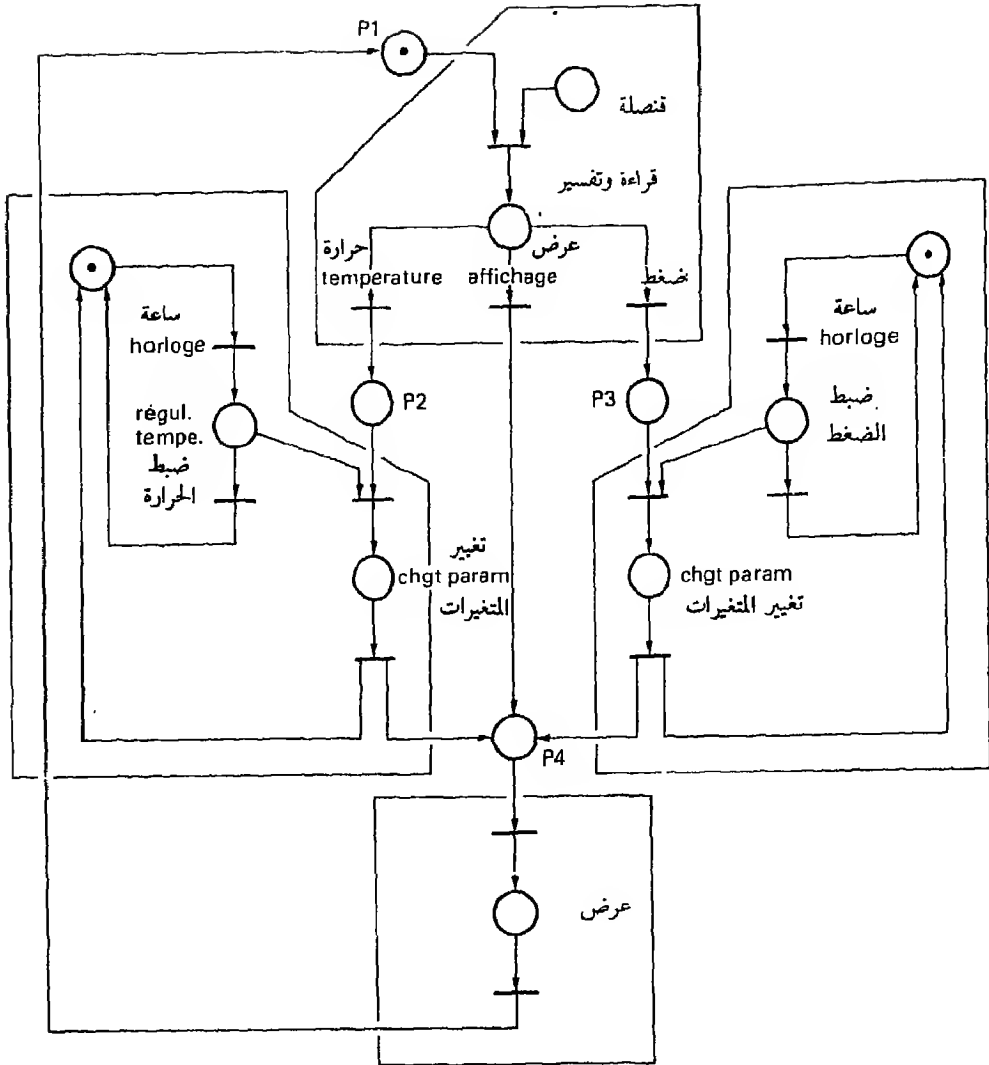 P1
قنصلة
قراءة وتفسير
حرارة
عرض
temperature
affichage
ضغط
ساعة
horloge
ساعة
horloge
P2
P3
régul.
tempe.
ضبط
الحرارة
ضبط
الضغط
تغيير
chgt param
المتغيرات
chgt param
تغيير المتغيرات
P4
عرض